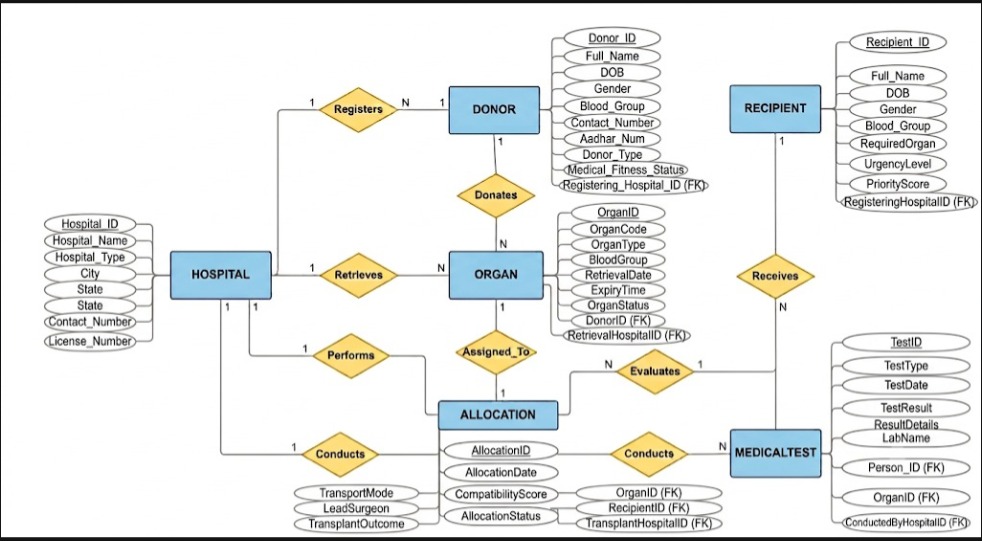 Donor_ID
Full_Name
DOB
Gender
Blood_Group
Contact_Number
Aadhar_Num
Donor_Type
Medical_Fitness_Status
Registering_Hospital_ID (FK)
1 Registers N 1 DONOR
1
Donates
N
RECIPIENT
1
Recipient_ID
Full_Name
DOB
Gender
Blood_Group
RequiredOrgan
UrgencyLevel
PriorityScore
RegisteringHospitalID (FK)
Receives
N
Hospital_ID
Hospital_Name
Hospital_Type
City
State
State
Contact_Number
License_Number
HOSPITAL
1 1
1 Retrieves N ORGAN
1
OrganID
OrganCode
OrganType
BloodGroup
RetrievalDate
ExpiryTime
OrganStatus
DonorID (FK)
RetrievalHospitalID (FK)
Assigned_To
1
1 Performs
N Evaluates 1
ALLOCATION
1 Conducts
Conducts N MEDICALTEST
AllocationID
AllocationDate
CompatibilityScore
AllocationStatus
TransportMode
LeadSurgeon
TransplantOutcome
OrganID (FK)
RecipientID (FK)
TransplantHospitalID (FK)
TestID
TestType
TestDate
TestResult
ResultDetails
LabName
Person_ID (FK)
OrganID (FK)
ConductedByHospitalID (FK)